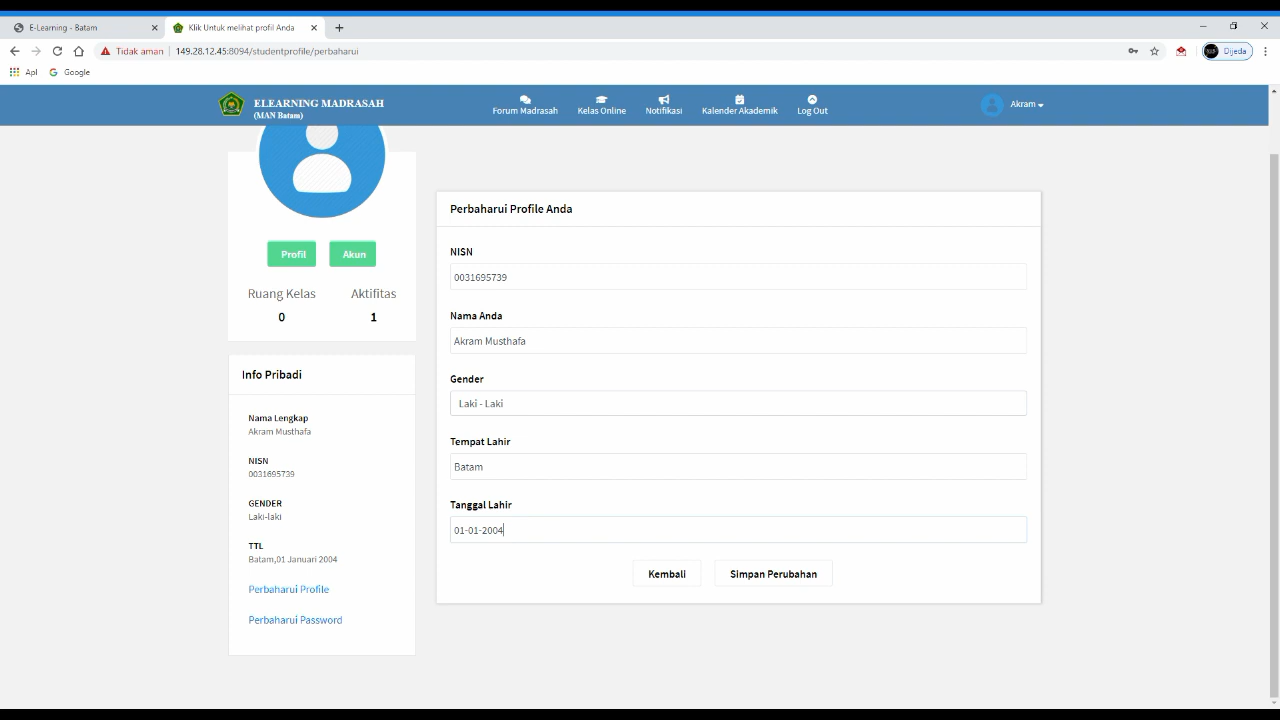 E-Learning - Batam
Klik Untuk melihat profil Anda
Tidak aman
149.28.12.45:8094/studentprofile/perbaharui
Dijeda
Apl
Google
ELEARNING MADRASAH
(MAN Batam)
Forum Madrasah
Kelas Online
Notifikasi
Kalender Akademik
Log Out
Akram
Profil
Akun
Ruang Kelas
Aktifitas
0
1
Info Pribadi
Nama Lengkap
Akram Musthafa
NISN
0031695739
GENDER
Laki-laki
TTL
Batam,01 Januari 2004
Perbaharui Profile
Perbaharui Password
Perbaharui Profile Anda
NISN
0031695739
Nama Anda
Akram Musthafa
Gender
Laki - Laki
Tempat Lahir
Batam
Tanggal Lahir
01-01-2004
Kembali
Simpan Perubahan